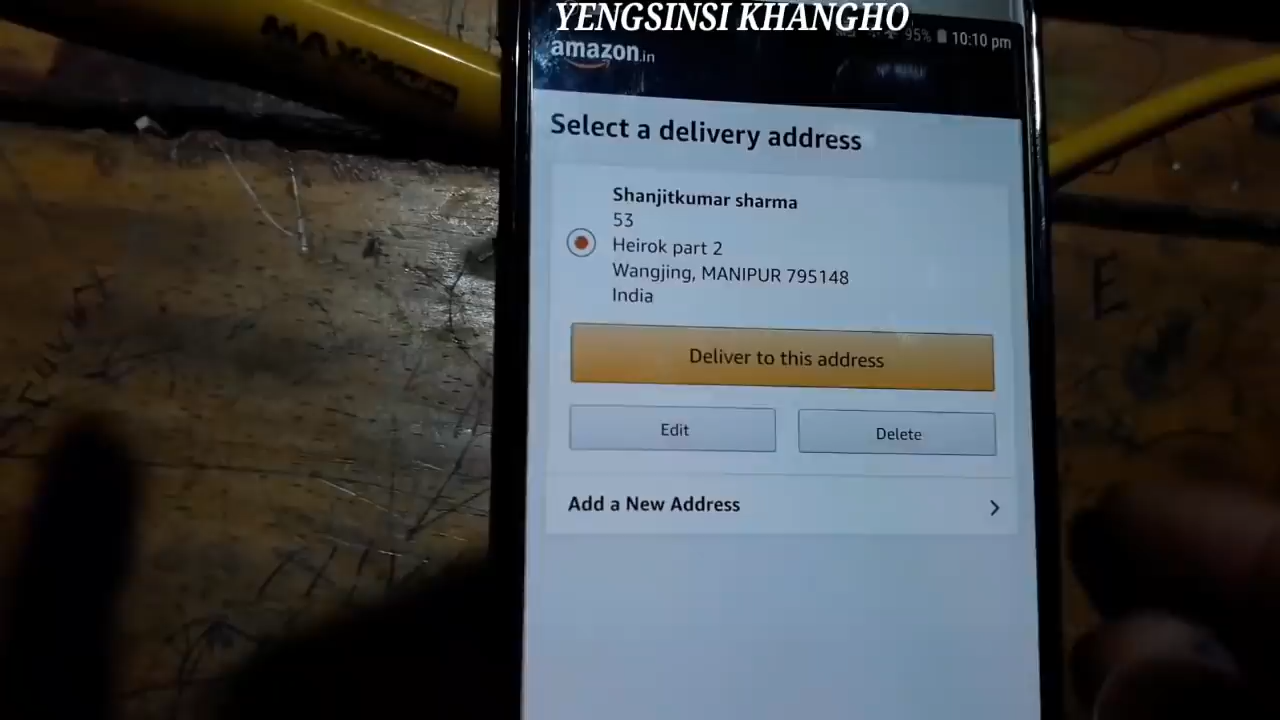 YENGSINSI KHANGHO
95% 10:10 pm
amazon.in
Select a delivery address
Shanjitkumar sharma
53
Heirok part 2
Wangjing, MANIPUR 795148
India
Deliver to this address
Edit
Delete
Add a New Address
E